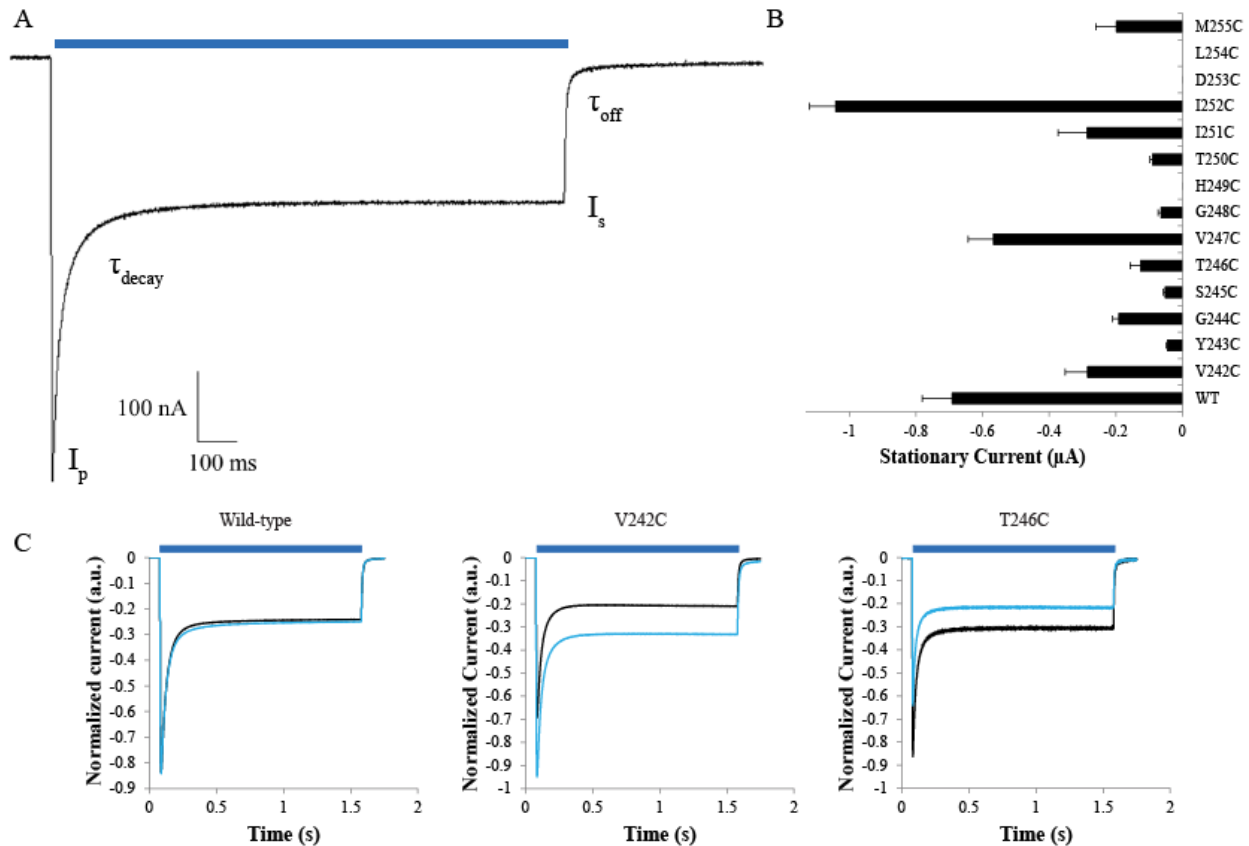 A
τoff
Is
τdecay
100 nA
100 ms
Ip
B
M255C
L254C
D253C
I252C
I251C
T250C
H249C
G248C
V247C
T246C
S245C
G244C
Y243C
V242C
WT
-1 -0.8 -0.6 -0.4 -0.2 0
Stationary Current (µA)
C
Wild-type
Normalized current (a.u.)
0
-0.1
-0.2
-0.3
-0.4
-0.5
-0.6
-0.7
-0.8
-0.9
0 0.5 1 1.5 2
Time (s)
V242C
Normalized Current (a.u.)
0
-0.1
-0.2
-0.3
-0.4
-0.5
-0.6
-0.7
-0.8
-0.9
-1
0 0.5 1 1.5 2
Time (s)
T246C
Normalized Current (a.u.)
0
-0.1
-0.2
-0.3
-0.4
-0.5
-0.6
-0.7
-0.8
-0.9
-1
0 0.5 1 1.5 2
Time (s)